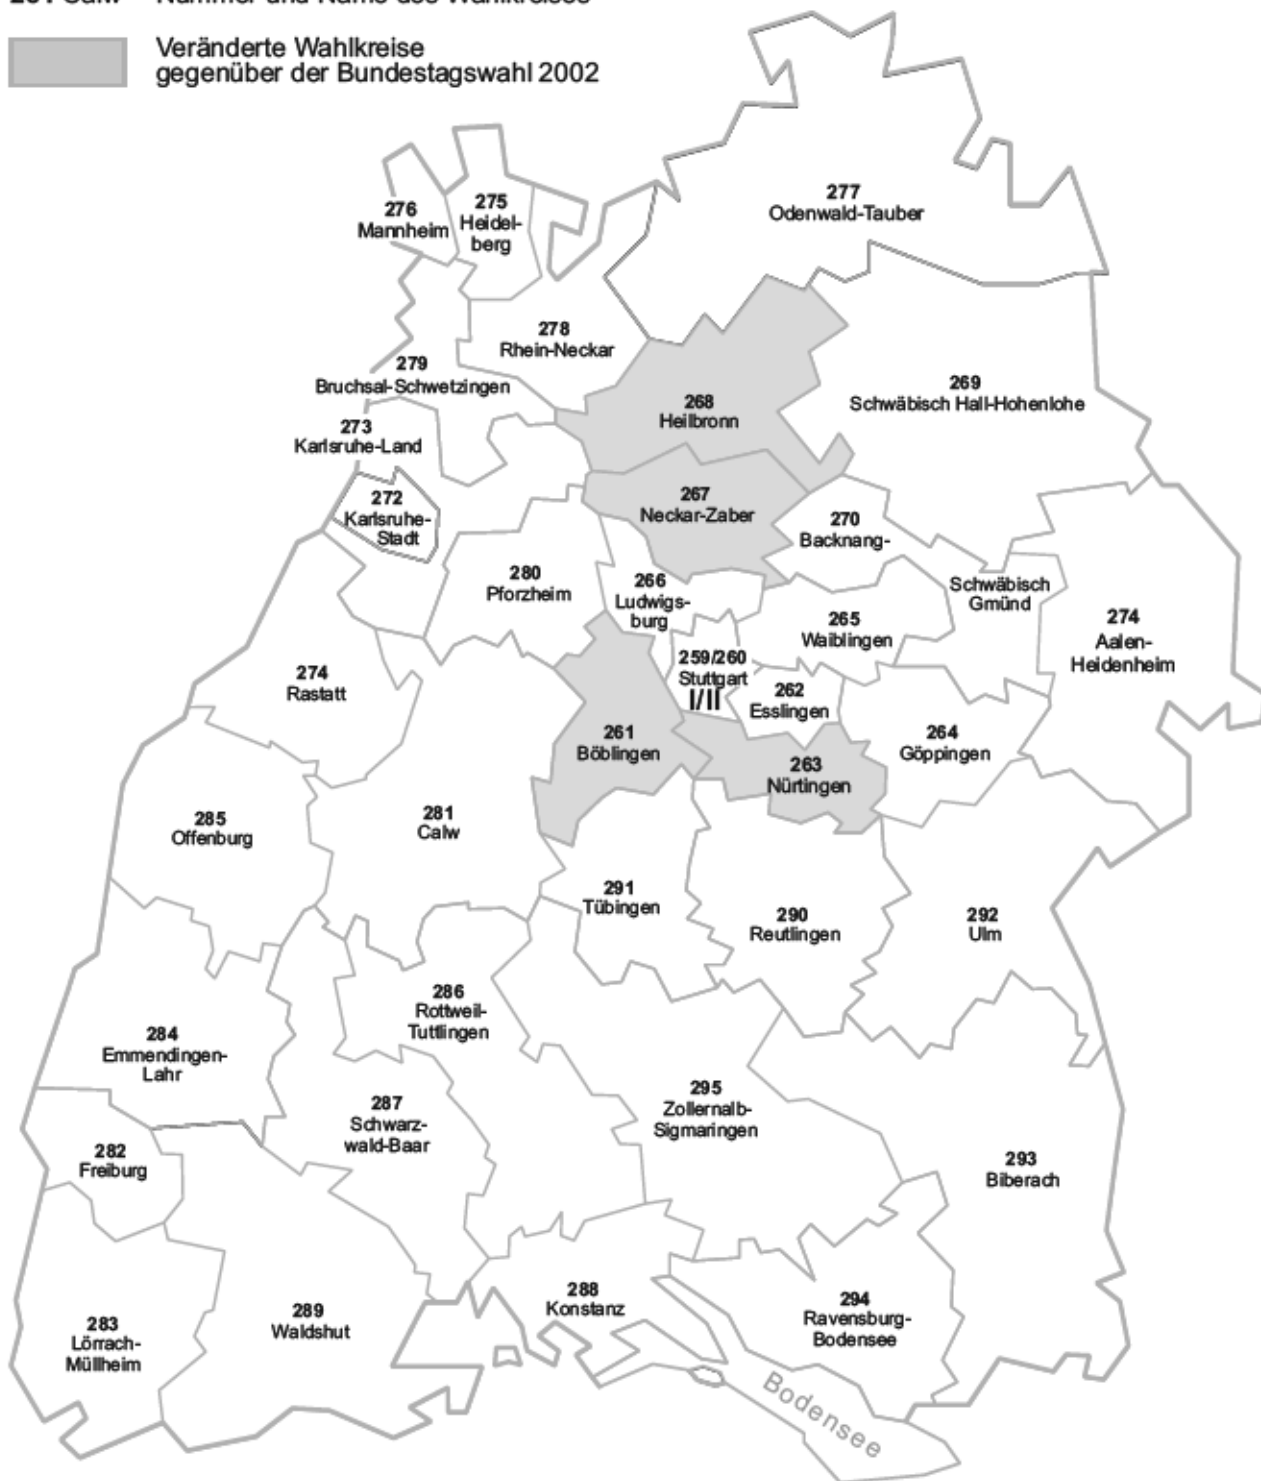 Veränderte Wahlkreise
gegenüber der Bundestagswahl 2002
277
Odenwald-Tauber
276
Mannheim
275
Heidel-
berg
278
Rhein-Neckar
279
Bruchsal-Schwetzingen
268
Heilbronn
269
Schwäbisch Hall-Hohenlohe
273
Karlsruhe-Land
272
Karlsruhe-
Stadt
267
Neckar-Zaber
270
Backnang-
Schwäbisch
Gmünd
280
Pforzheim
266
Ludwigs-
burg
265
Waiblingen
274
Aalen-
Heidenheim
274
Rastatt
259/260
Stuttgart
I/II
262
Esslingen
261
Böblingen
263
Nürtingen
264
Göppingen
285
Offenburg
281
Calw
291
Tübingen
290
Reutlingen
292
Ulm
286
Rottweil-
Tuttlingen
284
Emmendingen-
Lahr
287
Schwarz-
wald-Baar
295
Zollernalb-
Sigmaringen
282
Freiburg
293
Biberach
283
Lörrach-
Müllheim
289
Waldshut
288
Konstanz
294
Ravensburg-
Bodensee
Bodensee